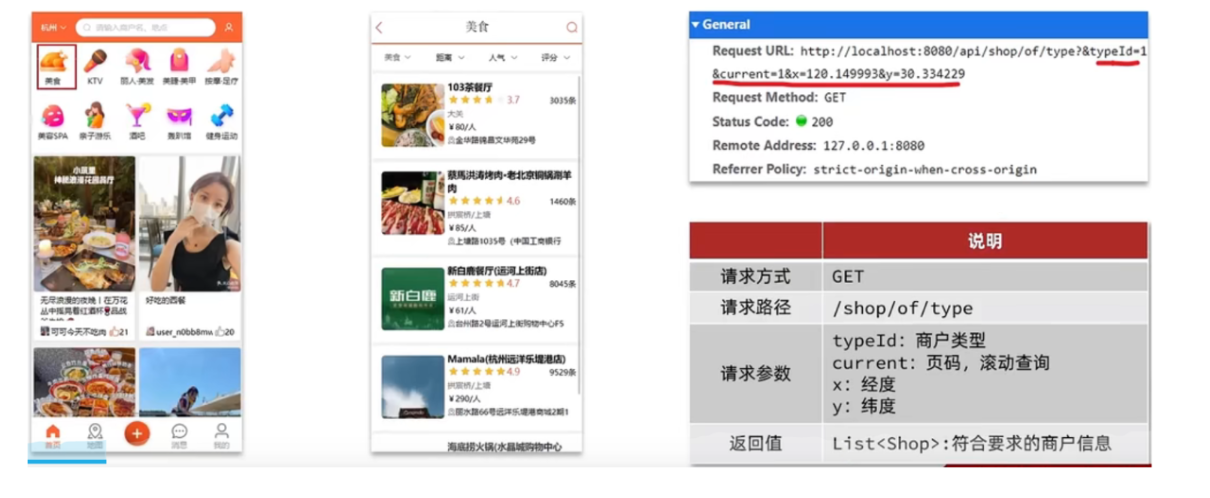 杭州
请输入商户名、地点
美食
KTV
丽人·美发
美睫·美甲
按摩·足疗
美容SPA
亲子游乐
酒吧
轰趴馆
健身运动
小筑里
神秘浪漫花园餐厅
无尽浪漫的夜晚丨在万花
丛中摇晃着红酒杯🍷品战
可可今天不吃肉
21
好吃的西餐
user_n0bb8mw
20
首页
地图
消息
我的
美食
美食
距离
人气
评分
103茶餐厅
3.7
3035条
大关
￥80/人
金华路锦昌文华苑29号
蔡馬洪涛烤肉·老北京铜锅涮羊
肉
4.6
1460条
拱宸桥/上塘
￥85/人
上塘路1035号（中国工商银行
新白鹿
新白鹿餐厅(运河上街店)
4.7
8045条
运河上街
￥61/人
台州路2号运河上街购物中心F5
Mamala(杭州远洋乐堤港店)
4.9
9529条
拱宸桥/上塘
￥290/人
丽水路66号远洋乐堤港商城2期1
海底捞火锅(水晶城购物中心
General
Request URL: http://localhost:8080/api/shop/of/type?&typeId=1
&current=1&x=120.149993&y=30.334229
Request Method: GET
Status Code: 200
Remote Address: 127.0.0.1:8080
Referrer Policy: strict-origin-when-cross-origin
说明
请求方式 GET
请求路径 /shop/of/type
请求参数
typeId：商户类型
current：页码，滚动查询
x：经度
y：纬度
返回值 List<Shop>:符合要求的商户信息